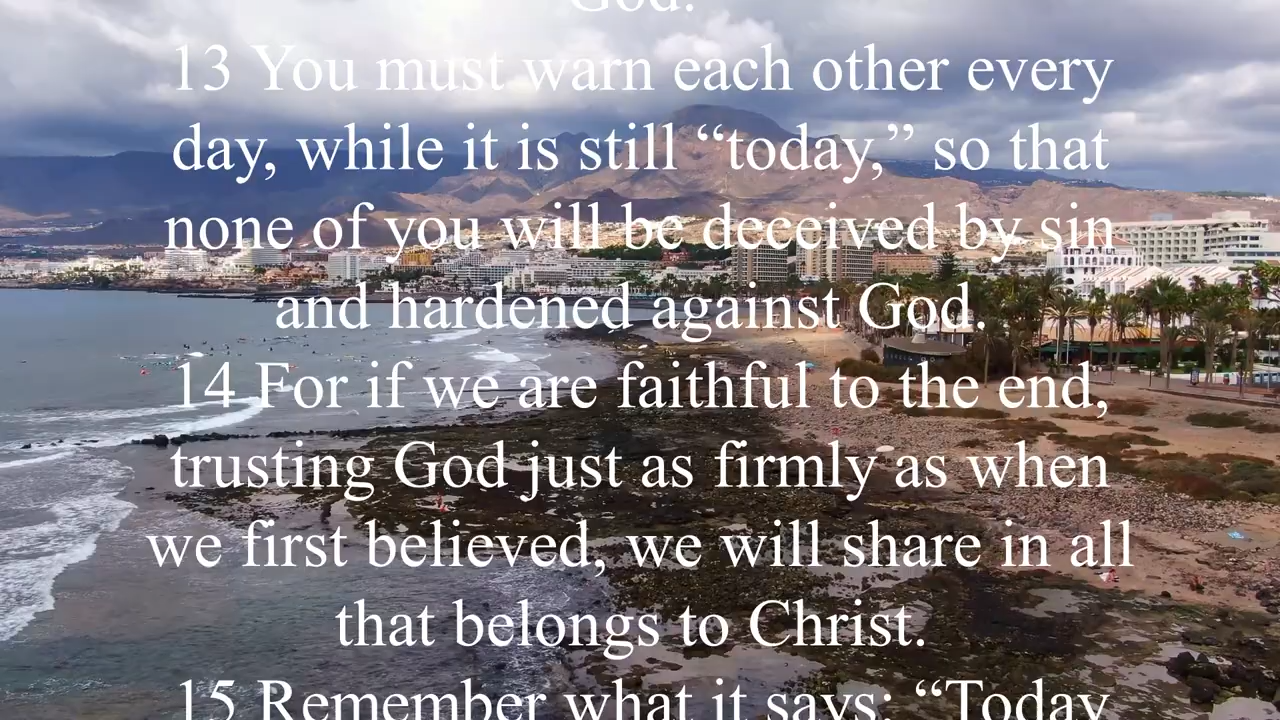 God.
13 You must warn each other every
day, while it is still “today,” so that
none of you will be deceived by sin
and hardened against God.
14 For if we are faithful to the end,
trusting God just as firmly as when
we first believed, we will share in all
that belongs to Christ.
15 Remember what it says: “Today